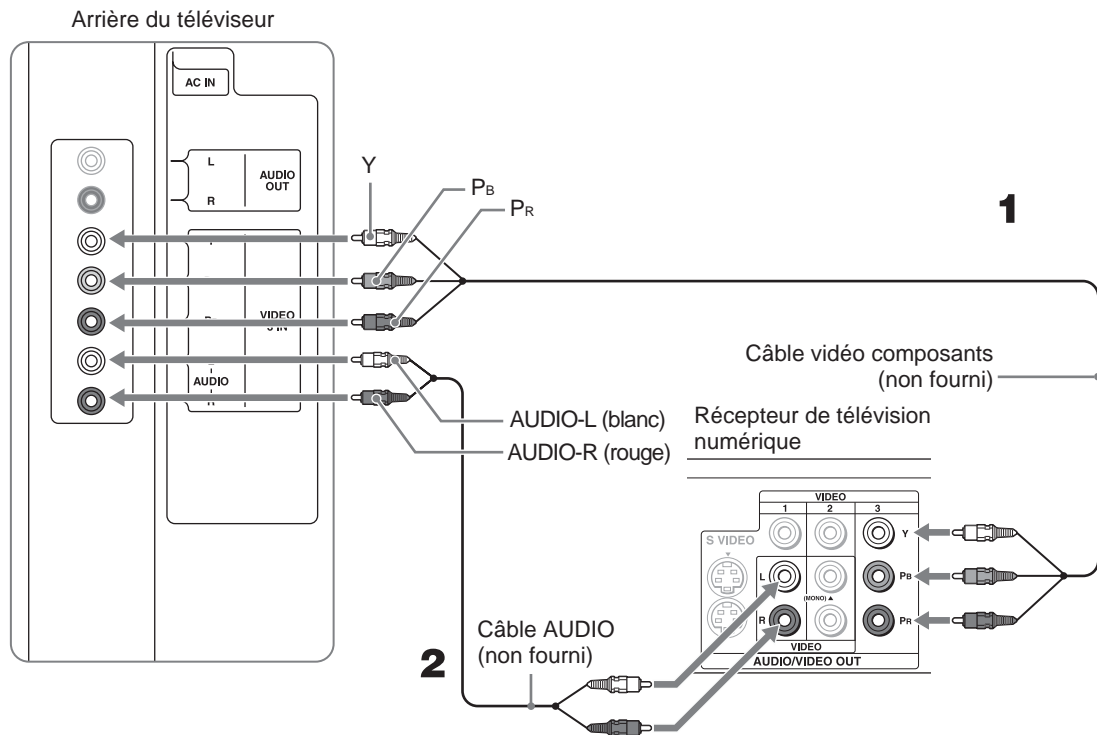 Arrière du téléviseur
AC IN
L
R
AUDIO
OUT
Y
PB
PR
1
VIDEO
3 IN
AUDIO
R
AUDIO-L (blanc)
AUDIO-R (rouge)
Câble vidéo composants
(non fourni)
Récepteur de télévision
numérique
VIDEO
1 2 3
S VIDEO
Y
L
PB
(MONO)
R
PR
VIDEO
AUDIO/VIDEO OUT
2
Câble AUDIO
(non fourni)